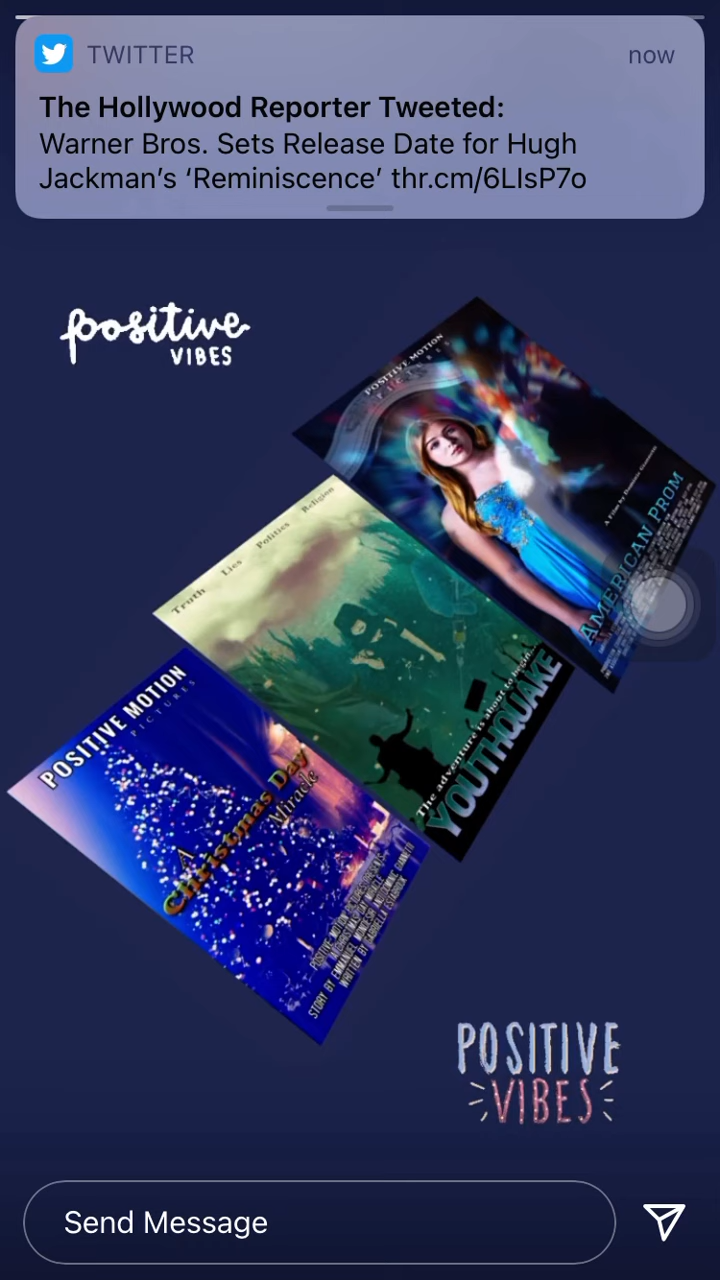 TWITTER
now
The Hollywood Reporter Tweeted:
Warner Bros. Sets Release Date for Hugh
Jackman’s ‘Reminiscence’ thr.cm/6LIsP7o
positive
VIBES
POSITIVE MOTION
PICTURES
AMERICAN PROM
Truth Lies Politics Religion
The adventure is about to begin...
YOUTHQUAKE
POSITIVE MOTION
PICTURES
A
Christmas Day
Miracle
POSITIVE
VIBES
Send Message